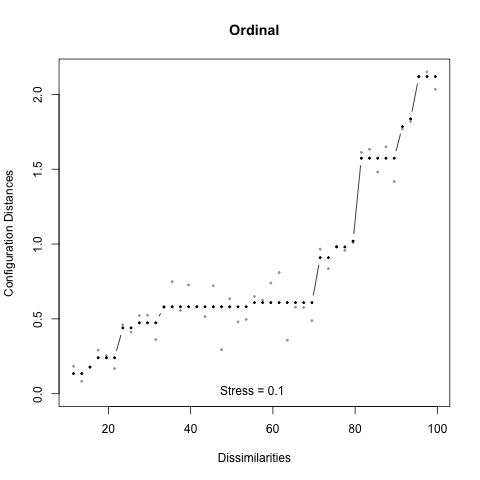 Ordinal
Configuration Distances
2.0
1.5
1.0
0.5
0.0
Stress = 0.1
20 40 60 80 100
Dissimilarities